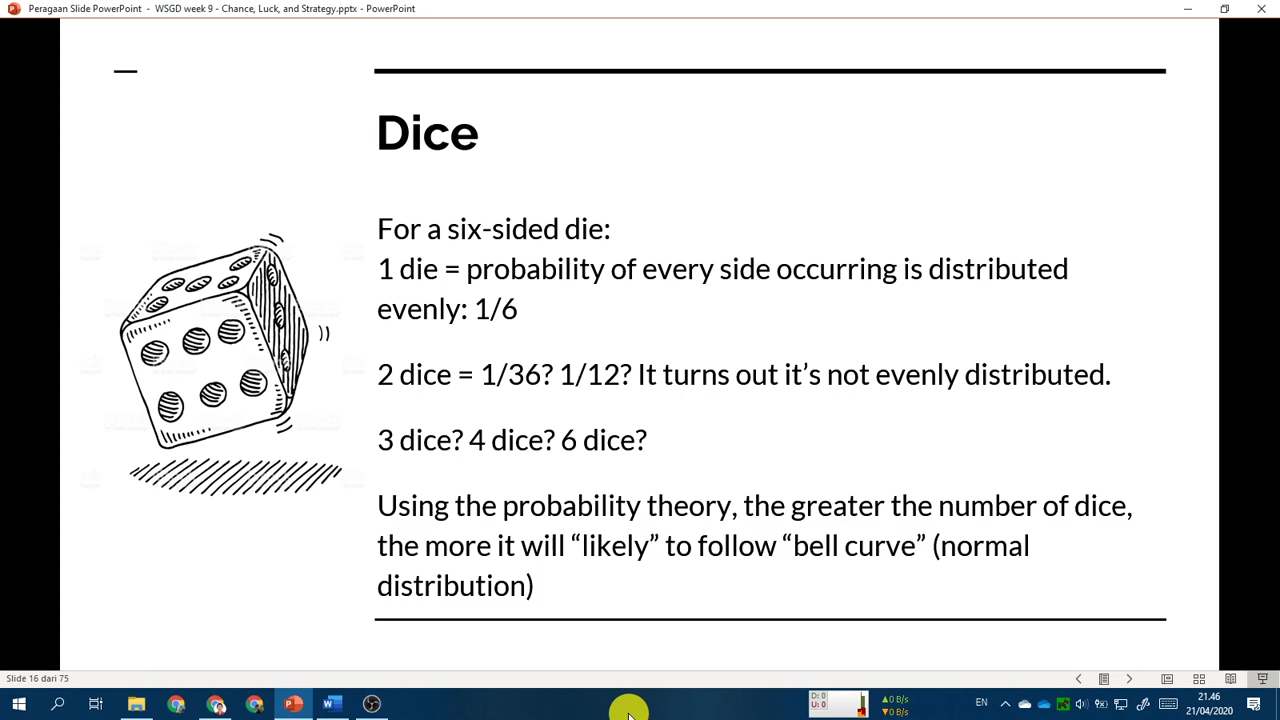 Peragaan Slide PowerPoint - WSGD week 9 - Chance, Luck, and Strategy.pptx - PowerPoint
Dice
For a six-sided die:
1 die = probability of every side occurring is distributed
evenly: 1/6
2 dice = 1/36? 1/12? It turns out it’s not evenly distributed.
3 dice? 4 dice? 6 dice?
Using the probability theory, the greater the number of dice,
the more it will “likely” to follow “bell curve” (normal
distribution)
Slide 16 dari 75
D: 0
U: 0
0 B/s
0 B/s
EN
21.46
21/04/2020